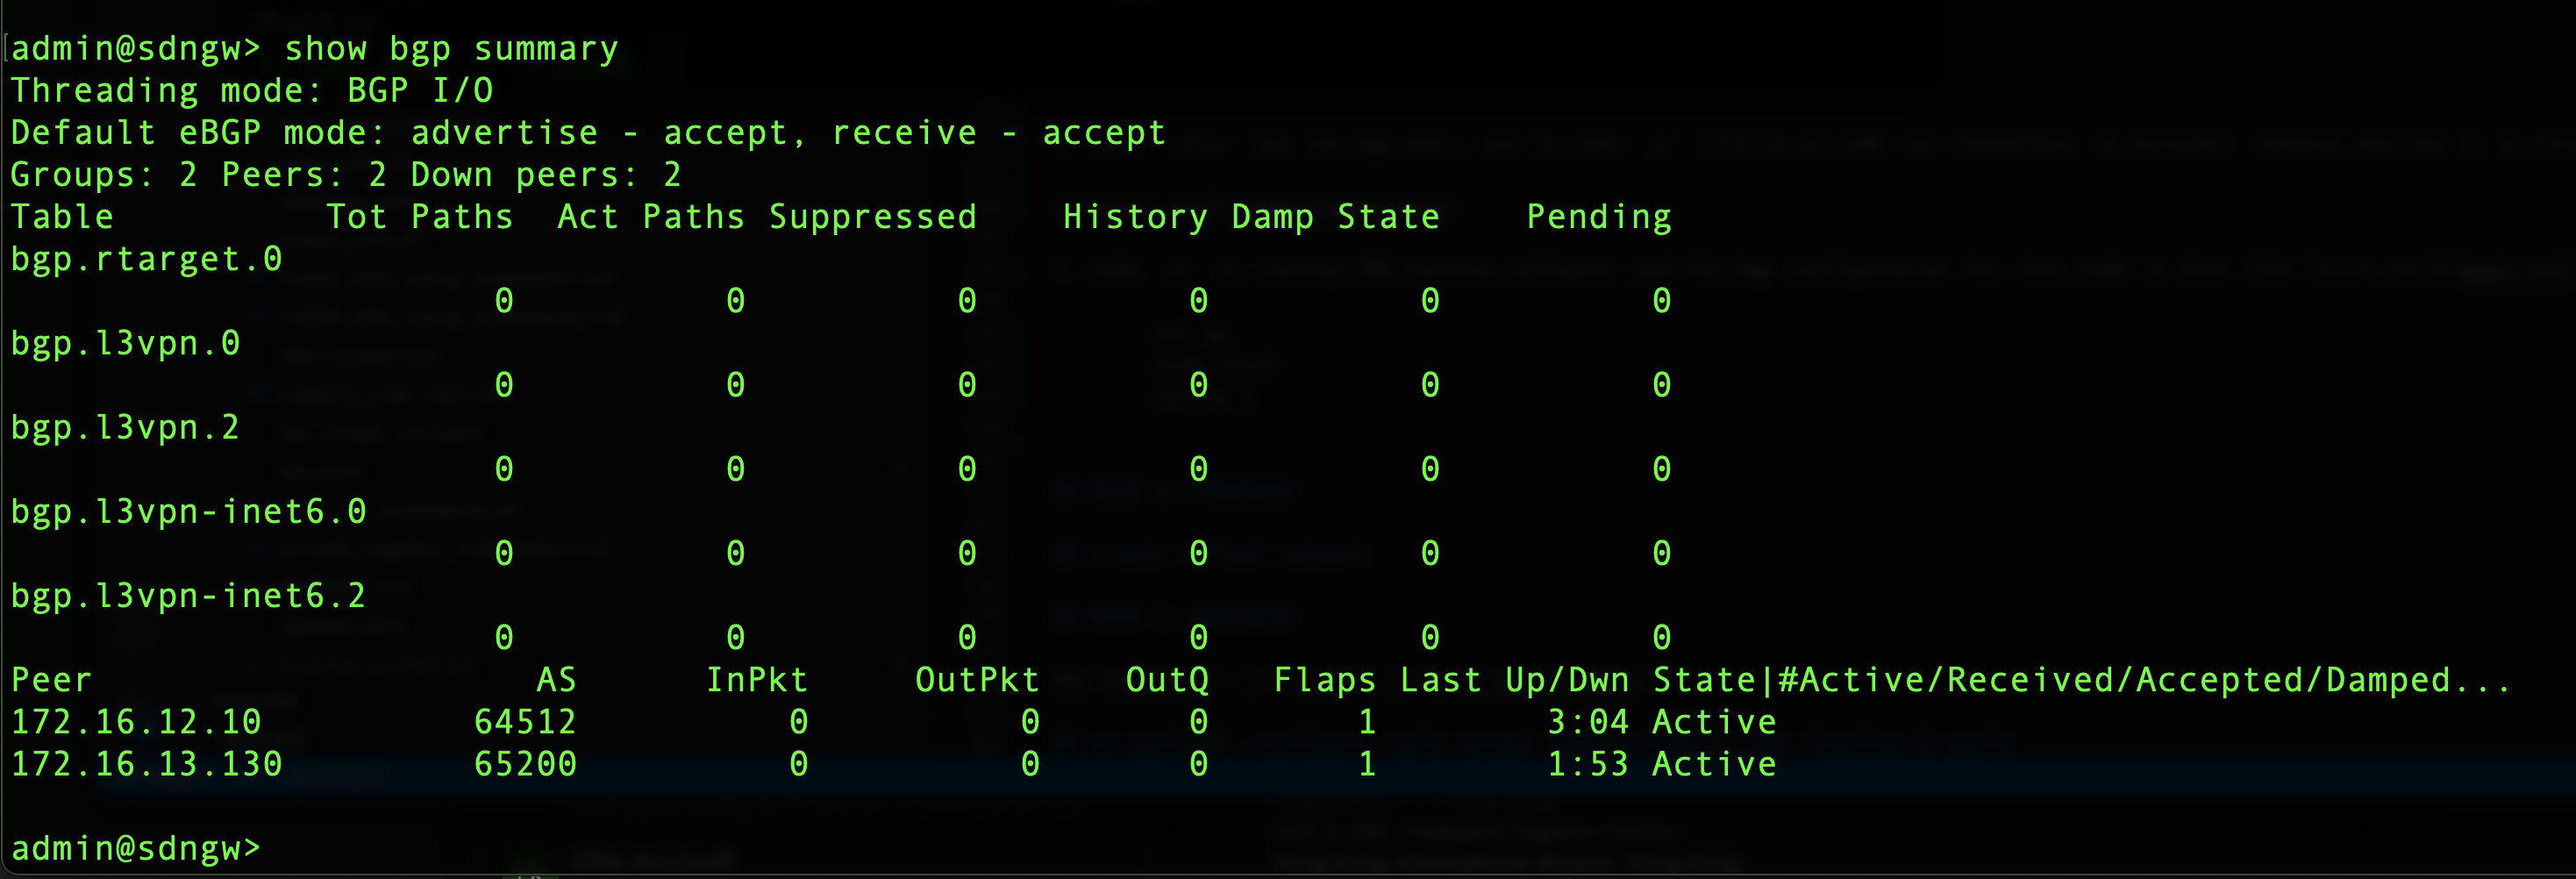 admin@sdngw> show bgp summary
Threading mode: BGP I/O
Default eBGP mode: advertise - accept, receive - accept
Groups: 2 Peers: 2 Down peers: 2
Table          Tot Paths  Act Paths Suppressed    History Damp State    Pending
bgp.rtarget.0
                       0          0          0          0          0          0
bgp.l3vpn.0
                       0          0          0          0          0          0
bgp.l3vpn.2
                       0          0          0          0          0          0
bgp.l3vpn-inet6.0
                       0          0          0          0          0          0
bgp.l3vpn-inet6.2
                       0          0          0          0          0          0
Peer                     AS      InPkt     OutPkt    OutQ   Flaps Last Up/Dwn State|#Active/Received/Accepted/Damped...
172.16.12.10          64512          0          0       0       1        3:04 Active
172.16.13.130         65200          0          0       0       1        1:53 Active
admin@sdngw>